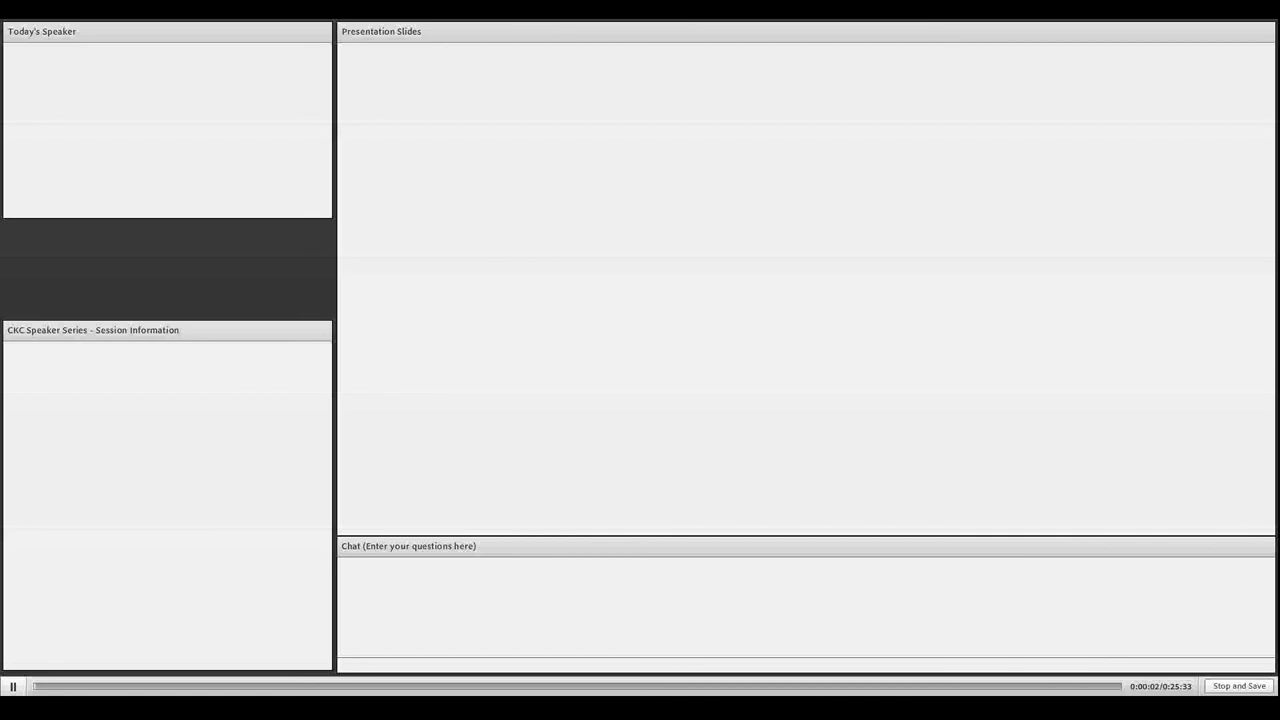 Today's Speaker
Presentation Slides
CKC Speaker Series - Session Information
Chat (Enter your questions here)
0:00:02/0:25:33
Stop and Save